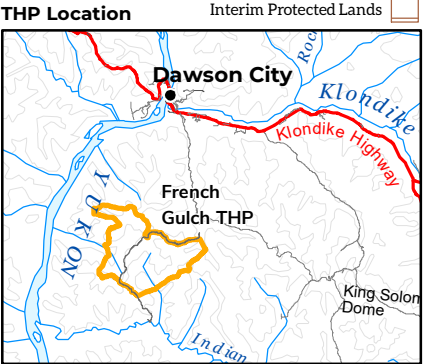 THP Location
Interim Protected Lands
Dawson City
Klondike
Klondike Highway
YUKON
French
Gulch THP
King Solom
Dome
Indian